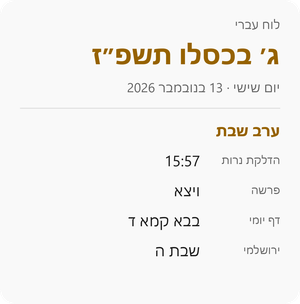 לוח עברי
ג׳ בכסלו תשפ״ז
יום שישי · 13 בנובמבר 2026
ערב שבת
הדלקת נרות 15:57
פרשה ויצא
דף יומי בבא קמא ד
ירושלמי שבת ה